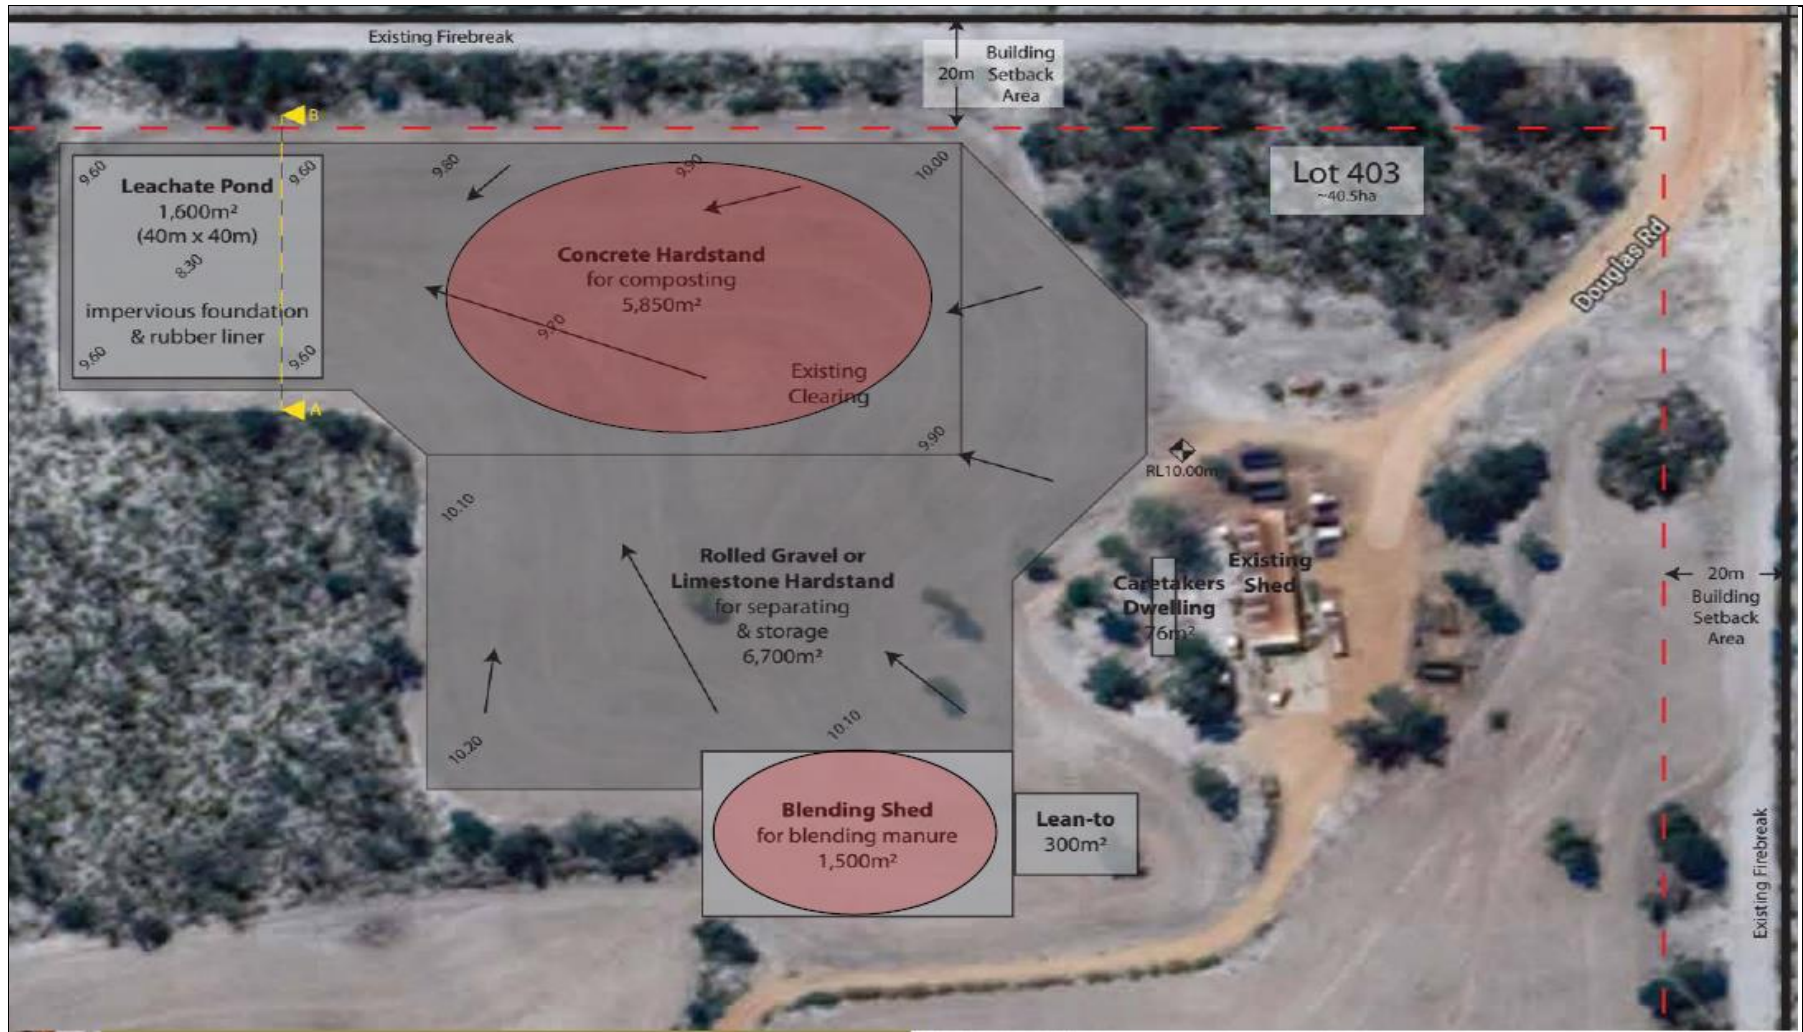 Existing Firebreak
20m
Building
Setback
Area
B
9.60
9.60
9.80
9.90
10.00
Leachate Pond
1,600m²
(40m x 40m)
8.30
impervious foundation
& rubber liner
9.60
9.60
A
Lot 403
~40.5ha
Douglas Rd
Concrete Hardstand
for composting
5,850m²
9.20
Existing
Clearing
9.90
RL10.00m
10.10
Rolled Gravel or
Limestone Hardstand
for separating
& storage
6,700m²
Caretakers
Dwelling
76m²
Existing
Shed
20m
Building
Setback
Area
10.20
10.10
Blending Shed
for blending manure
1,500m²
Lean-to
300m²
Existing Firebreak